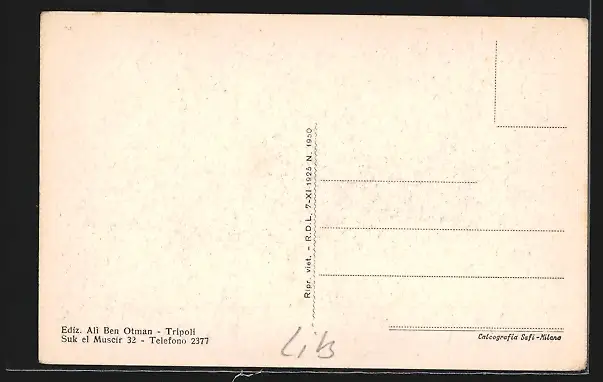 Ripr. viet. - R.D.L. 7-XI-1925 N. 1950
Ediz. Ali Ben Otman - Tripoli
Suk el Muscir 32 - Telefono 2377
Calcografia Safi-Milano
Lib